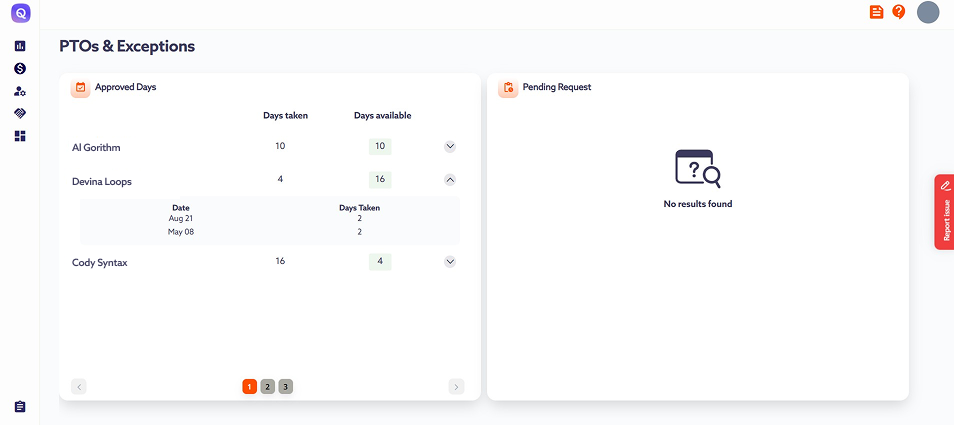 PTOs & Exceptions
Approved Days
Days taken Days available
Al Gorithm 10 10
Devina Loops 4 16
Date Days Taken
Aug 21 2
May 08 2
Cody Syntax 16 4
1 2 3
Pending Request
?
No results found
Report issue